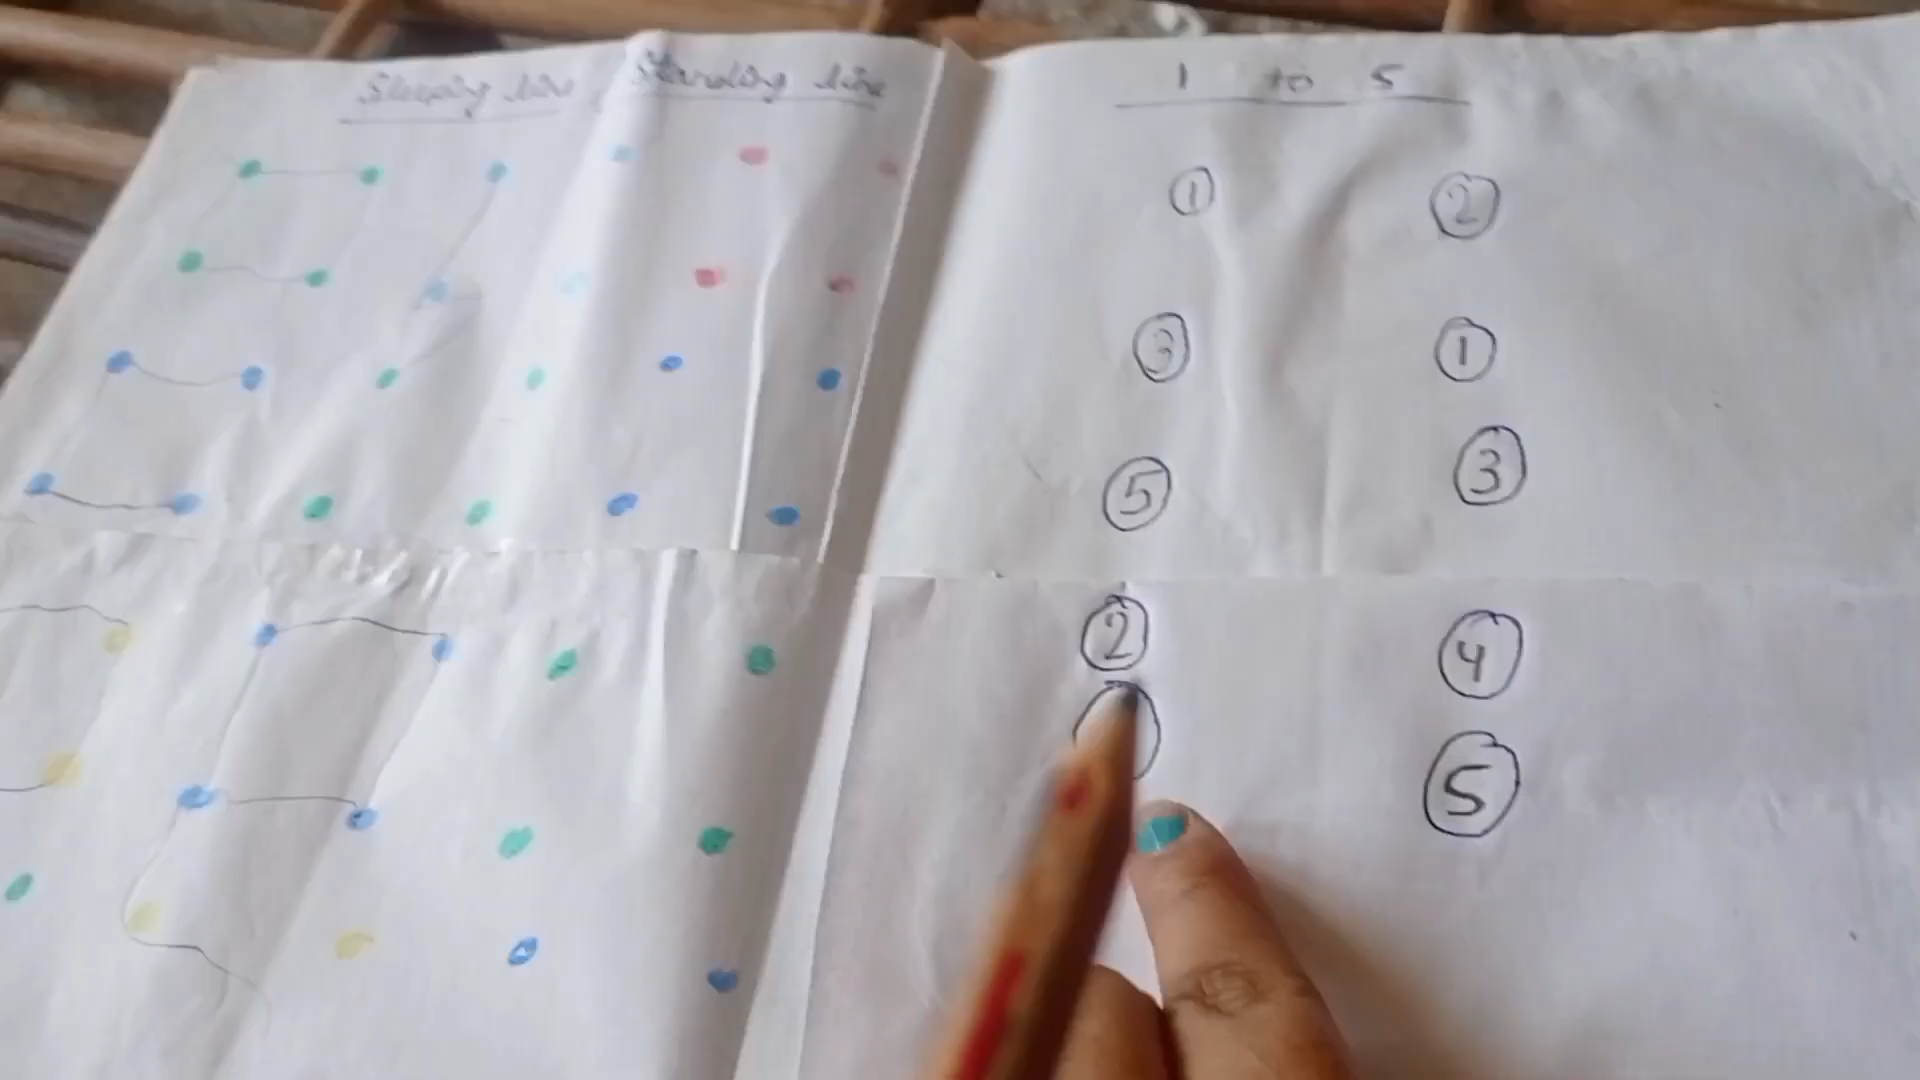 Sleeping line, Standing line
1 to 5
1 2
3 1
5 3
2 4
5